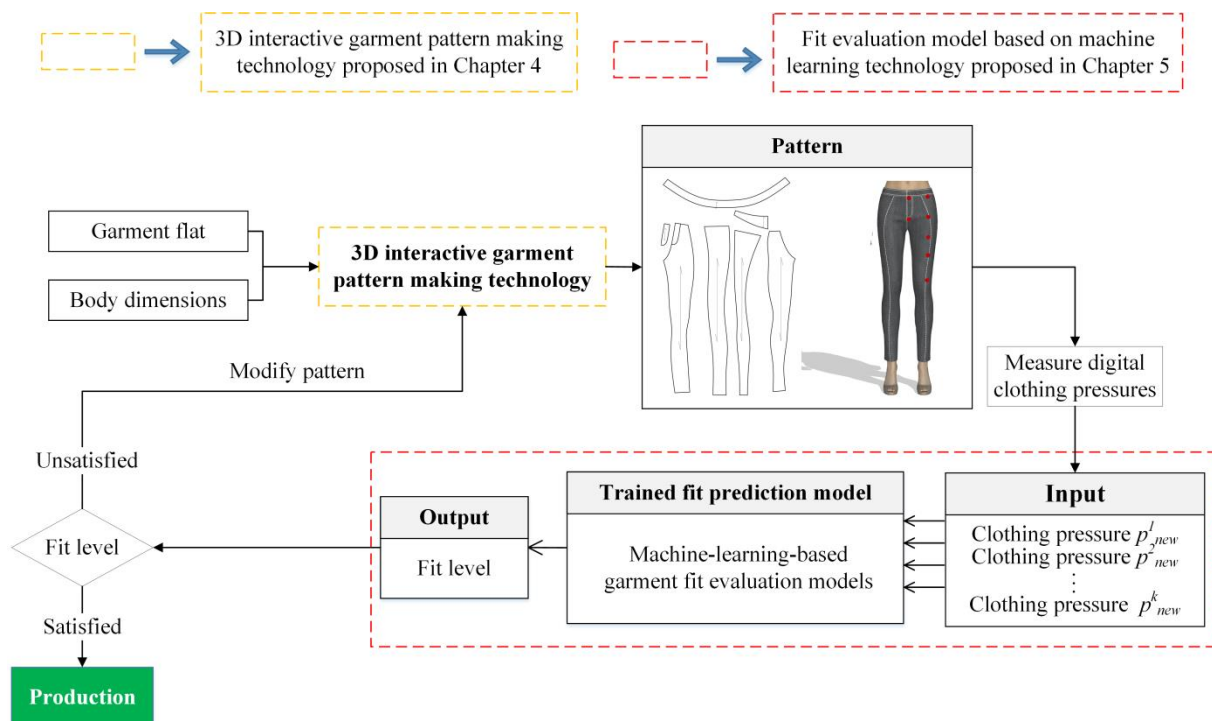 3D interactive garment pattern making
technology proposed in Chapter 4
Fit evaluation model based on machine
learning technology proposed in Chapter 5
Pattern
Garment flat
Body dimensions
3D interactive garment
pattern making technology
Measure digital
clothing pressures
Modify pattern
Unsatisfied
Fit level
Satisfied
Production
Output
Fit level
Trained fit prediction model
Machine-learning-based
garment fit evaluation models
Input
Clothing pressure p^1_new
Clothing pressure p^2_new
⋮
Clothing pressure p^k_new